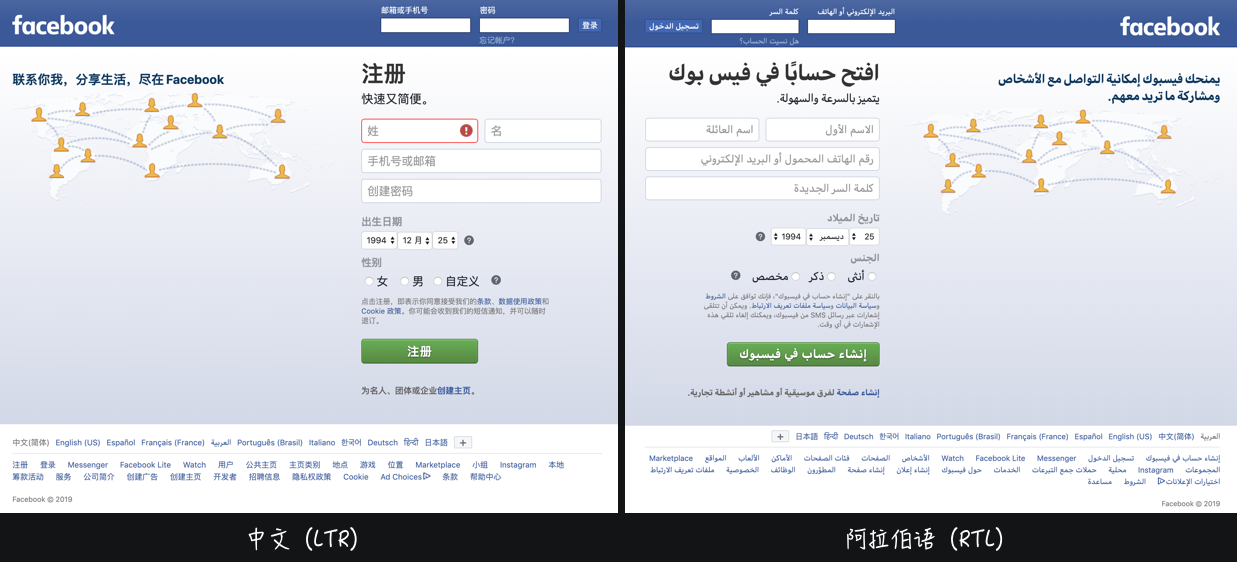 facebook
邮箱或手机号
密码
登录
忘记帐户?
联系你我，分享生活，尽在 Facebook
注册
快速又简便。
姓
名
手机号或邮箱
创建密码
出生日期
1994 12 月 25
性别
女 男 自定义
点击注册，即表示你同意接受我们的条款、数据使用政策和
Cookie 政策。你可能会收到我们的短信通知，并可以随时
退订。
注册
为名人、团体或企业创建主页。
中文(简体) English (US) Español Français (France) العربية Português (Brasil) Italiano 한국어 Deutsch हिन्दी 日本語 +
注册 登录 Messenger Facebook Lite Watch 用户 公共主页 主页类别 地点 游戏 位置 Marketplace 小组 Instagram 本地
筹款活动 服务 公司简介 创建广告 创建主页 开发者 招聘信息 隐私权政策 Cookie Ad Choices 条款 帮助中心
Facebook © 2019
中文 (LTR)
facebook
البريد الإلكتروني أو الهاتف
كلمة السر
تسجيل الدخول
هل نسيت الحساب؟
يمنحك فيسبوك إمكانية التواصل مع الأشخاص
ومشاركة ما تريد معهم.
افتح حسابًا في فيس بوك
يتميز بالسرعة والسهولة.
الاسم الأول
اسم العائلة
رقم الهاتف المحمول أو البريد الإلكتروني
كلمة السر الجديدة
تاريخ الميلاد
25 ديسمبر 1994
الجنس
أنثى ذكر مخصص
بالنقر على "إنشاء حساب في فيسبوك"، فإنك توافق على الشروط
وسياسة البيانات وسياسة ملفات تعريف الارتباط. ويمكن أن تتلقى
إشعارات عبر رسائل SMS من فيسبوك، ويمكنك إلغاء تلقي هذه
الإشعارات في أي وقت.
إنشاء حساب في فيسبوك
إنشاء صفحة لفرق موسيقية أو مشاهير أو أنشطة تجارية.
العربية 中文(简体) English (US) Español Français (France) Português (Brasil) Italiano 한국어 Deutsch हिन्दी 日本語 +
إنشاء حساب في فيسبوك تسجيل الدخول Messenger Facebook Lite Watch الأشخاص الصفحات فئات الصفحات الأماكن الألعاب المواقع Marketplace
المجموعات Instagram محلية حملات جمع التبرعات الخدمات حول فيسبوك إنشاء إعلان إنشاء صفحة المطوّرون الوظائف الخصوصية ملفات تعريف الارتباط
اختيارات الإعلانات الشروط مساعدة
Facebook © 2019
阿拉伯语 (RTL)